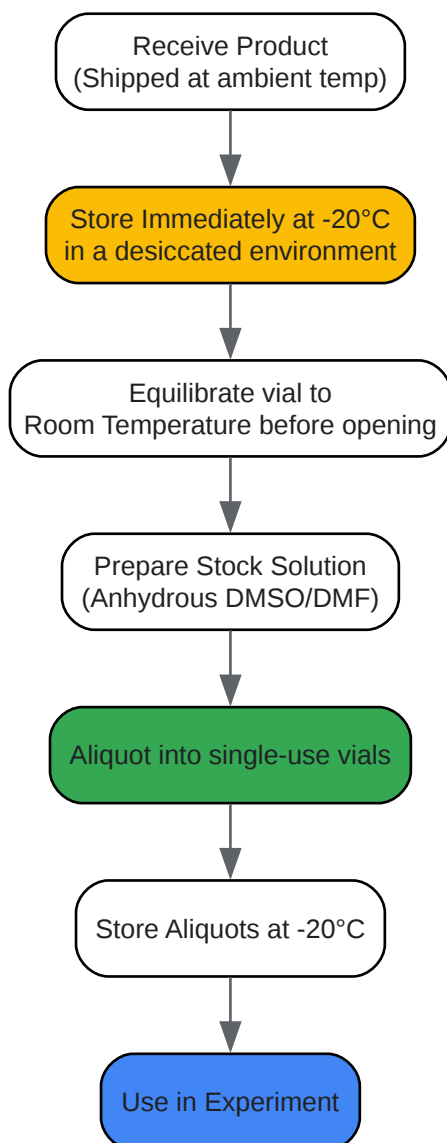 Receive Product
(Shipped at ambient temp)
Store Immediately at -20°C
in a desiccated environment
Equilibrate vial to
Room Temperature before opening
Prepare Stock Solution
(Anhydrous DMSO/DMF)
Aliquot into single-use vials
Store Aliquots at -20°C
Use in Experiment